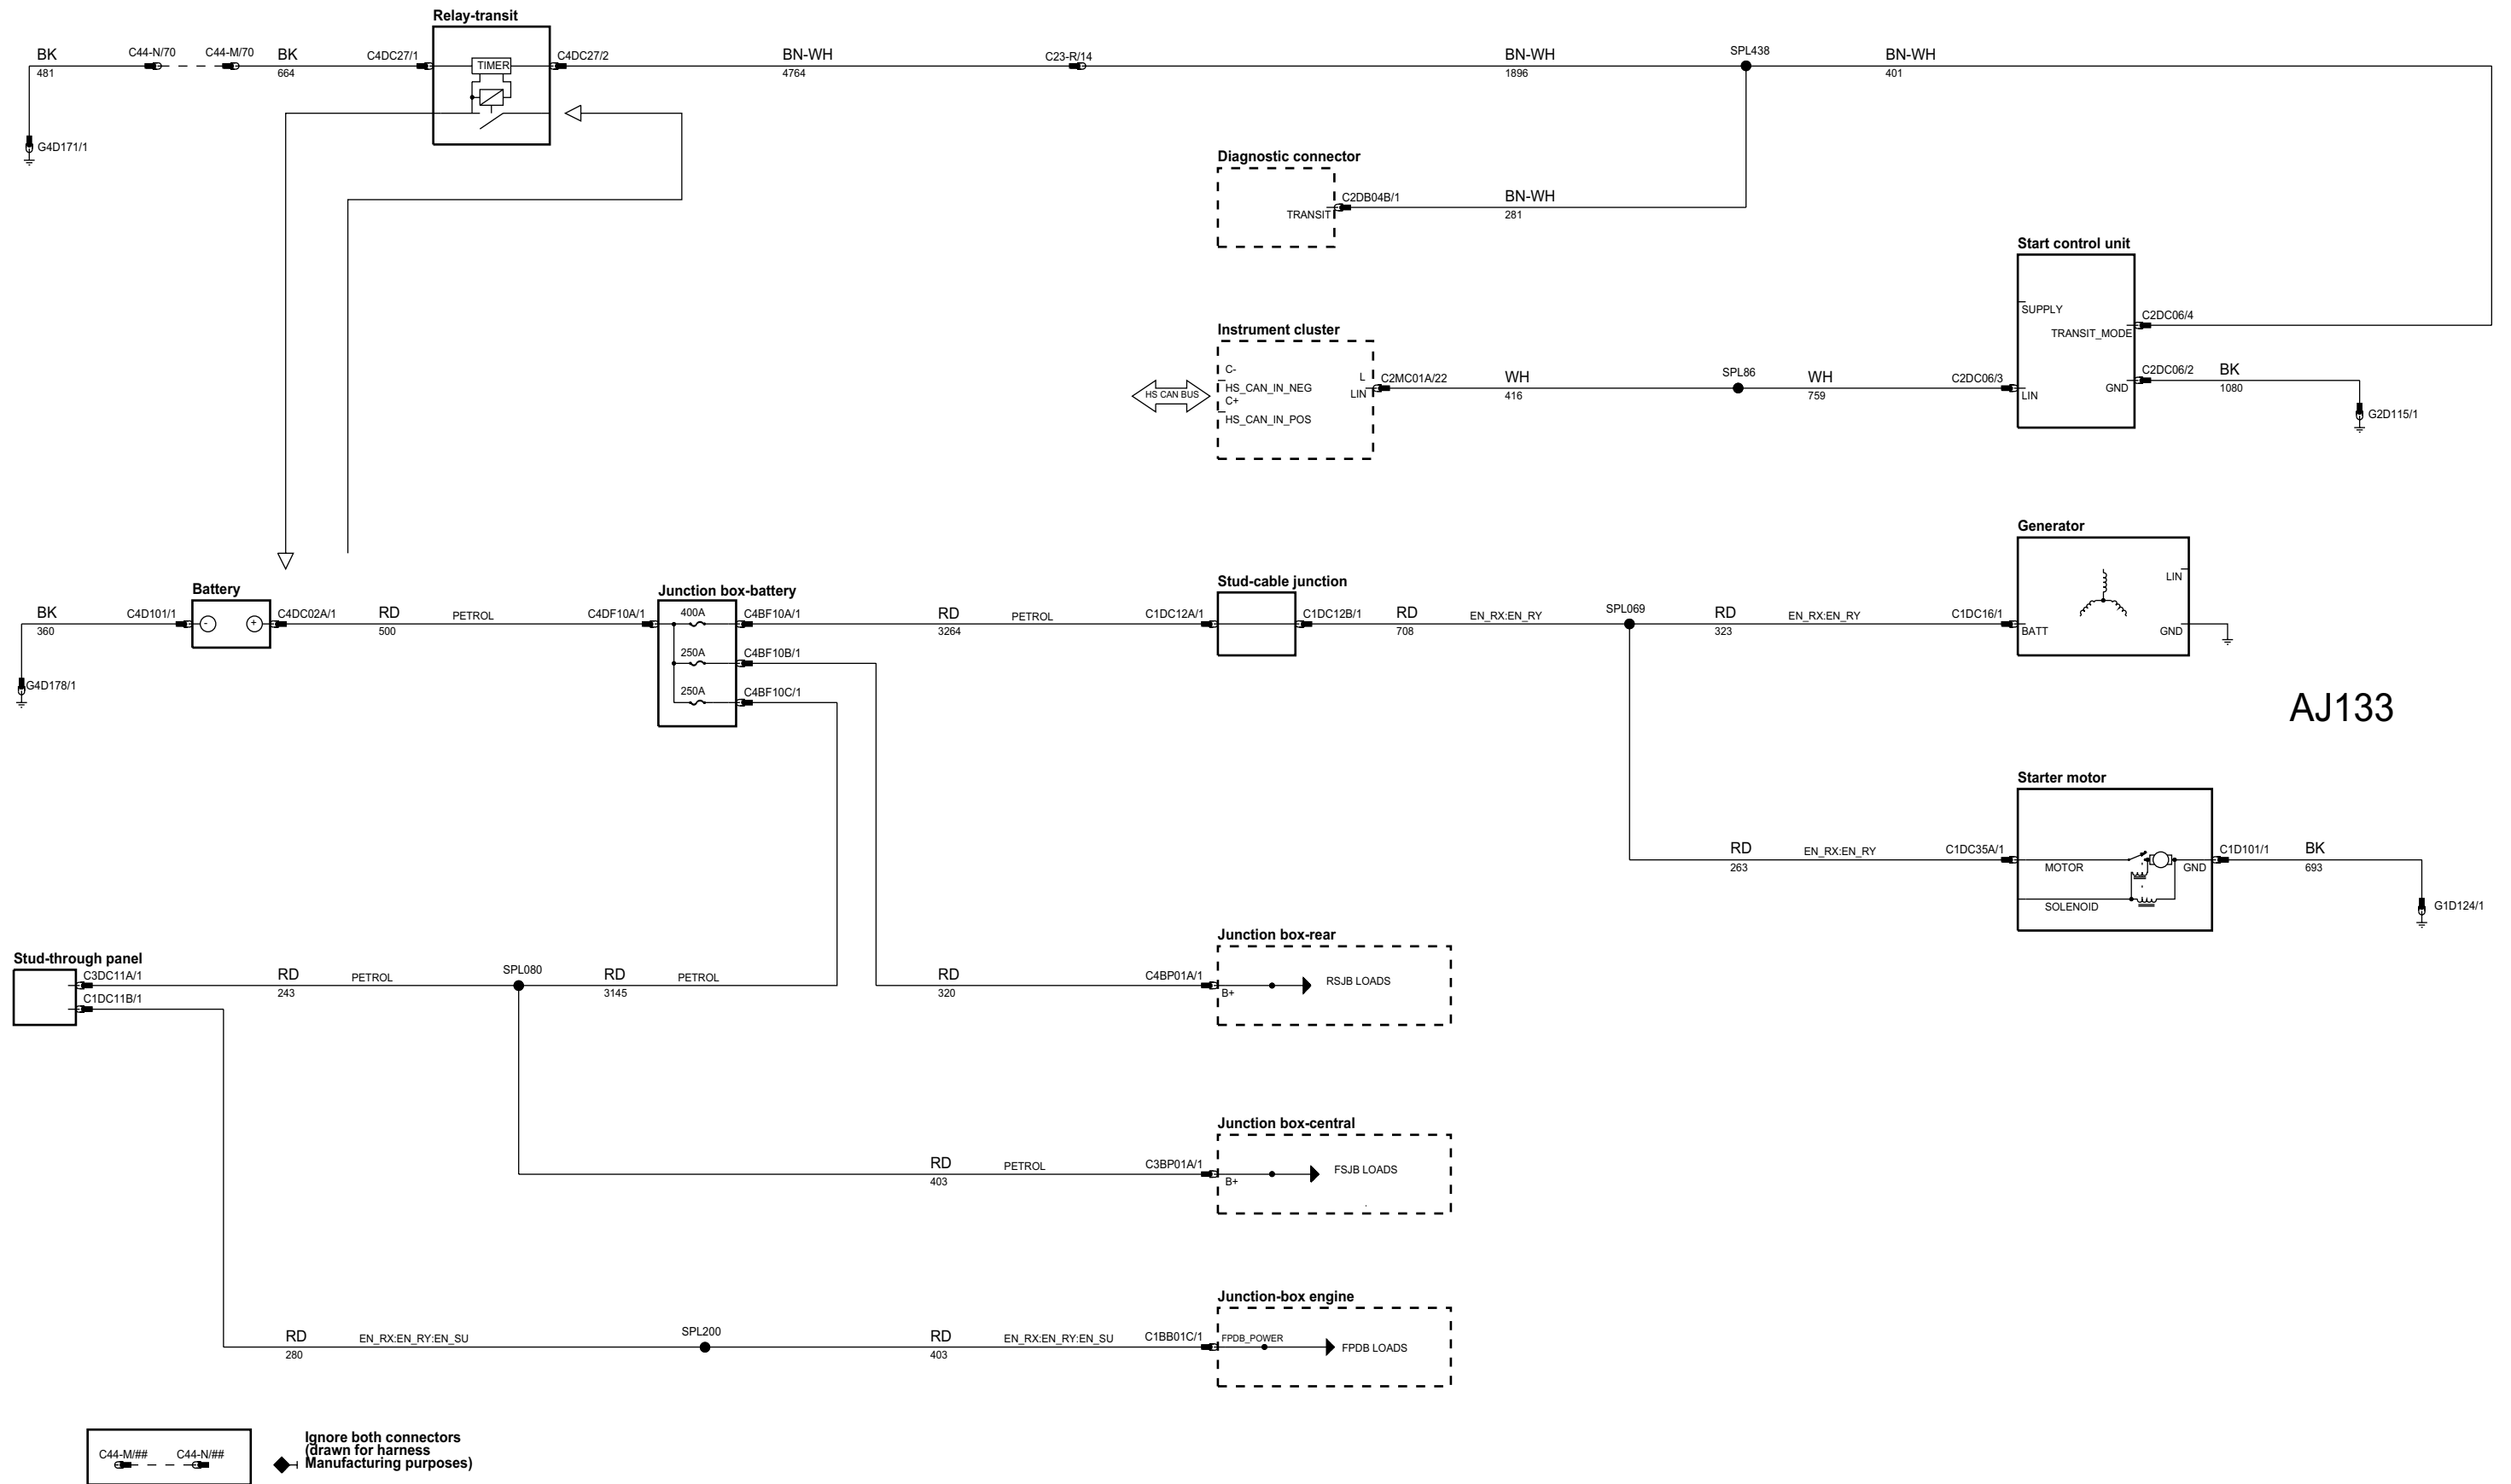 Relay-transit
BK
481
C44-N/70
C44-M/70
BK
664
C4DC27/1
TIMER
C4DC27/2
BN-WH
4764
C23-R/14
BN-WH
1896
SPL438
BN-WH
401
G4D171/1
Diagnostic connector
TRANSIT
C2DB04B/1
BN-WH
281
Start control unit
SUPPLY
TRANSIT_MODE
C2DC06/4
LIN
GND
C2DC06/2
BK
1080
G2D115/1
Instrument cluster
HS CAN BUS
C-
HS_CAN_IN_NEG
C+
HS_CAN_IN_POS
L
LIN
C2MC01A/22
WH
416
SPL86
WH
759
C2DC06/3
Generator
LIN
BATT
GND
Battery
BK
360
C4D101/1
-
+
C4DC02A/1
RD
500
PETROL
C4DF10A/1
G4D178/1
Junction box-battery
400A
C4BF10A/1
250A
C4BF10B/1
250A
C4BF10C/1
RD
3264
PETROL
C1DC12A/1
Stud-cable junction
C1DC12B/1
RD
708
EN_RX:EN_RY
SPL069
RD
323
EN_RX:EN_RY
C1DC16/1
AJ133
Starter motor
RD
263
EN_RX:EN_RY
C1DC35A/1
MOTOR
GND
SOLENOID
C1D101/1
BK
693
G1D124/1
Stud-through panel
C3DC11A/1
C1DC11B/1
RD
243
PETROL
SPL080
RD
3145
PETROL
RD
320
C4BP01A/1
Junction box-rear
B+
RSJB LOADS
Junction box-central
RD
403
PETROL
C3BP01A/1
B+
FSJB LOADS
Junction-box engine
RD
280
EN_RX:EN_RY:EN_SU
SPL200
RD
403
EN_RX:EN_RY:EN_SU
C1BB01C/1
FPDB_POWER
FPDB LOADS
C44-M/##
C44-N/##
Ignore both connectors
(drawn for harness
Manufacturing purposes)